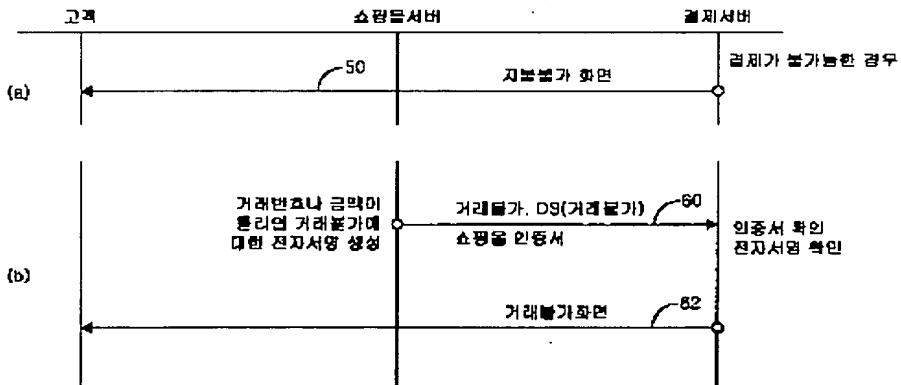 고객 쇼핑몰서버 결제서버
결제가 불가능한 경우
50
지불불가 화면
(a)
거래번호나 금액이
틀리면 거래불가에
대한 전자서명 생성
거래불가, DS(거래불가)
60
쇼핑몰 인증서
인증서 확인
전자서명 확인
(b)
거래불가화면
62